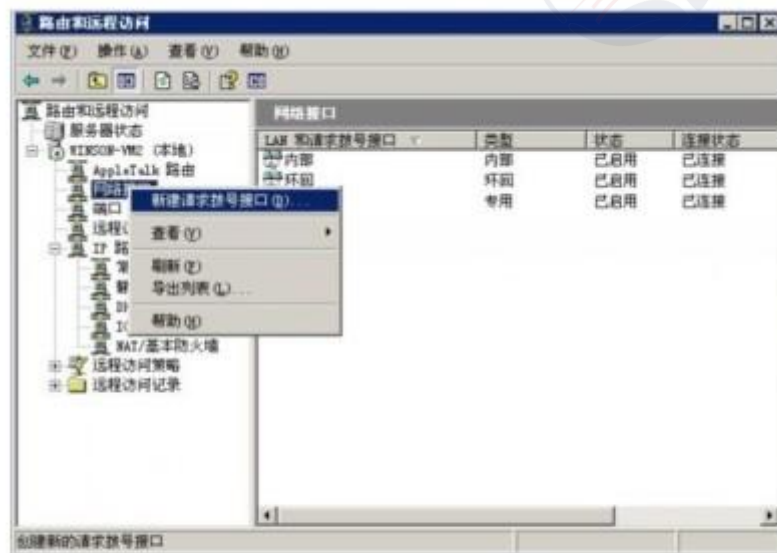 路由和远程访问
文件(F) 操作(A) 查看(V) 帮助(H)
路由和远程访问
服务器状态
WINSON-VM2 (本地)
AppleTalk 路由
网络
端口
远程
IP 路
NAT/基本防火墙
远程访问策略
远程访问记录
新建请求拨号接口(D)...
查看(V)
刷新(F)
导出列表(L)...
帮助(H)
网络接口
LAN 和请求拨号接口 类型 状态 连接状态
内部 内部 已启用 已连接
环回 环回 已启用 已连接
专用 已启用 已连接
创建新的请求拨号接口